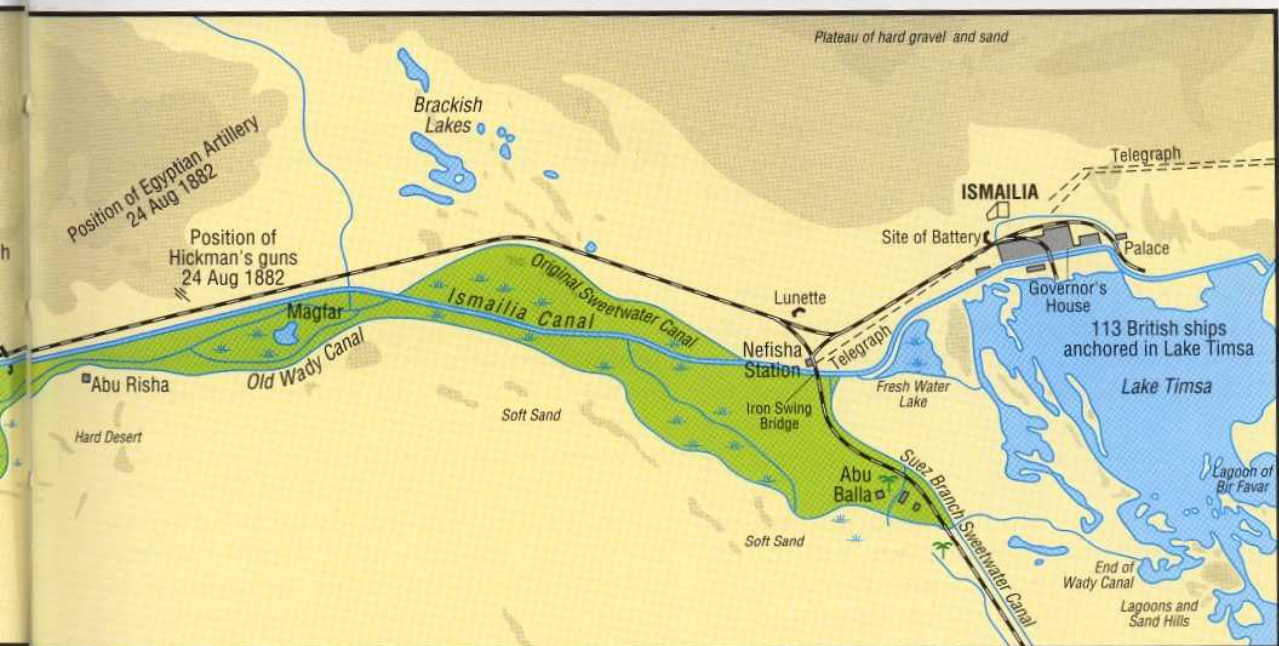 Plateau of hard gravel and sand
Brackish
Lakes
Position of Egyptian Artillery
24 Aug 1882
Telegraph
ISMAILIA
h
Position of
Hickman's guns
24 Aug 1882
Site of Battery
Palace
Original Sweetwater Canal
Ismailia Canal
Magfar
Lunette
Governor's
House
113 British ships
anchored in Lake Timsa
Lake Timsa
Nefisha
Station
Telegraph
Abu Risha
Old Wady Canal
Fresh Water
Lake
Iron Swing
Bridge
Soft Sand
Hard Desert
Suez Branch Sweetwater Canal
Abu
Balla
Lagoon of
Bir Favar
Soft Sand
End of
Wady Canal
Lagoons and
Sand Hills